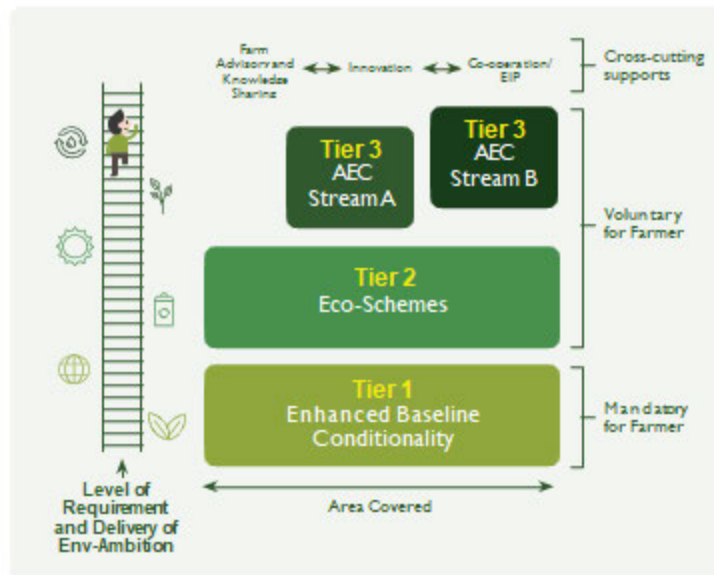 Farm
Advisory and
Knowledge
Sharing
Innovation
Co-operation/
EIP
Cross-cutting
supports
Tier 3
AEC
Stream A
Tier 3
AEC
Stream B
Voluntary
for Farmer
Tier 2
Eco-Schemes
Tier 1
Enhanced Baseline
Conditionality
Mandatory
for Farmer
Area Covered
Level of
Requirement
and Delivery of
Env-Ambition